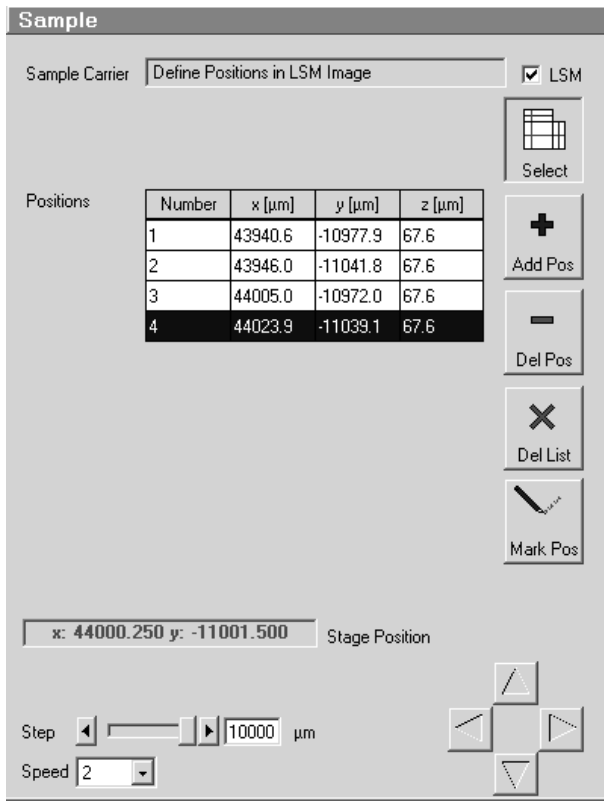 Sample
Sample Carrier Define Positions in LSM Image LSM
Select
Positions Number x [µm] y [µm] z [µm]
1 43940.6 -10977.9 67.6
2 43946.0 -11041.8 67.6
Add Pos
3 44005.0 -10972.0 67.6
4 44023.9 -11039.1 67.6
Del Pos
Del List
Mark Pos
x: 44000.250 y: -11001.500 Stage Position
Step 10000 µm
Speed 2